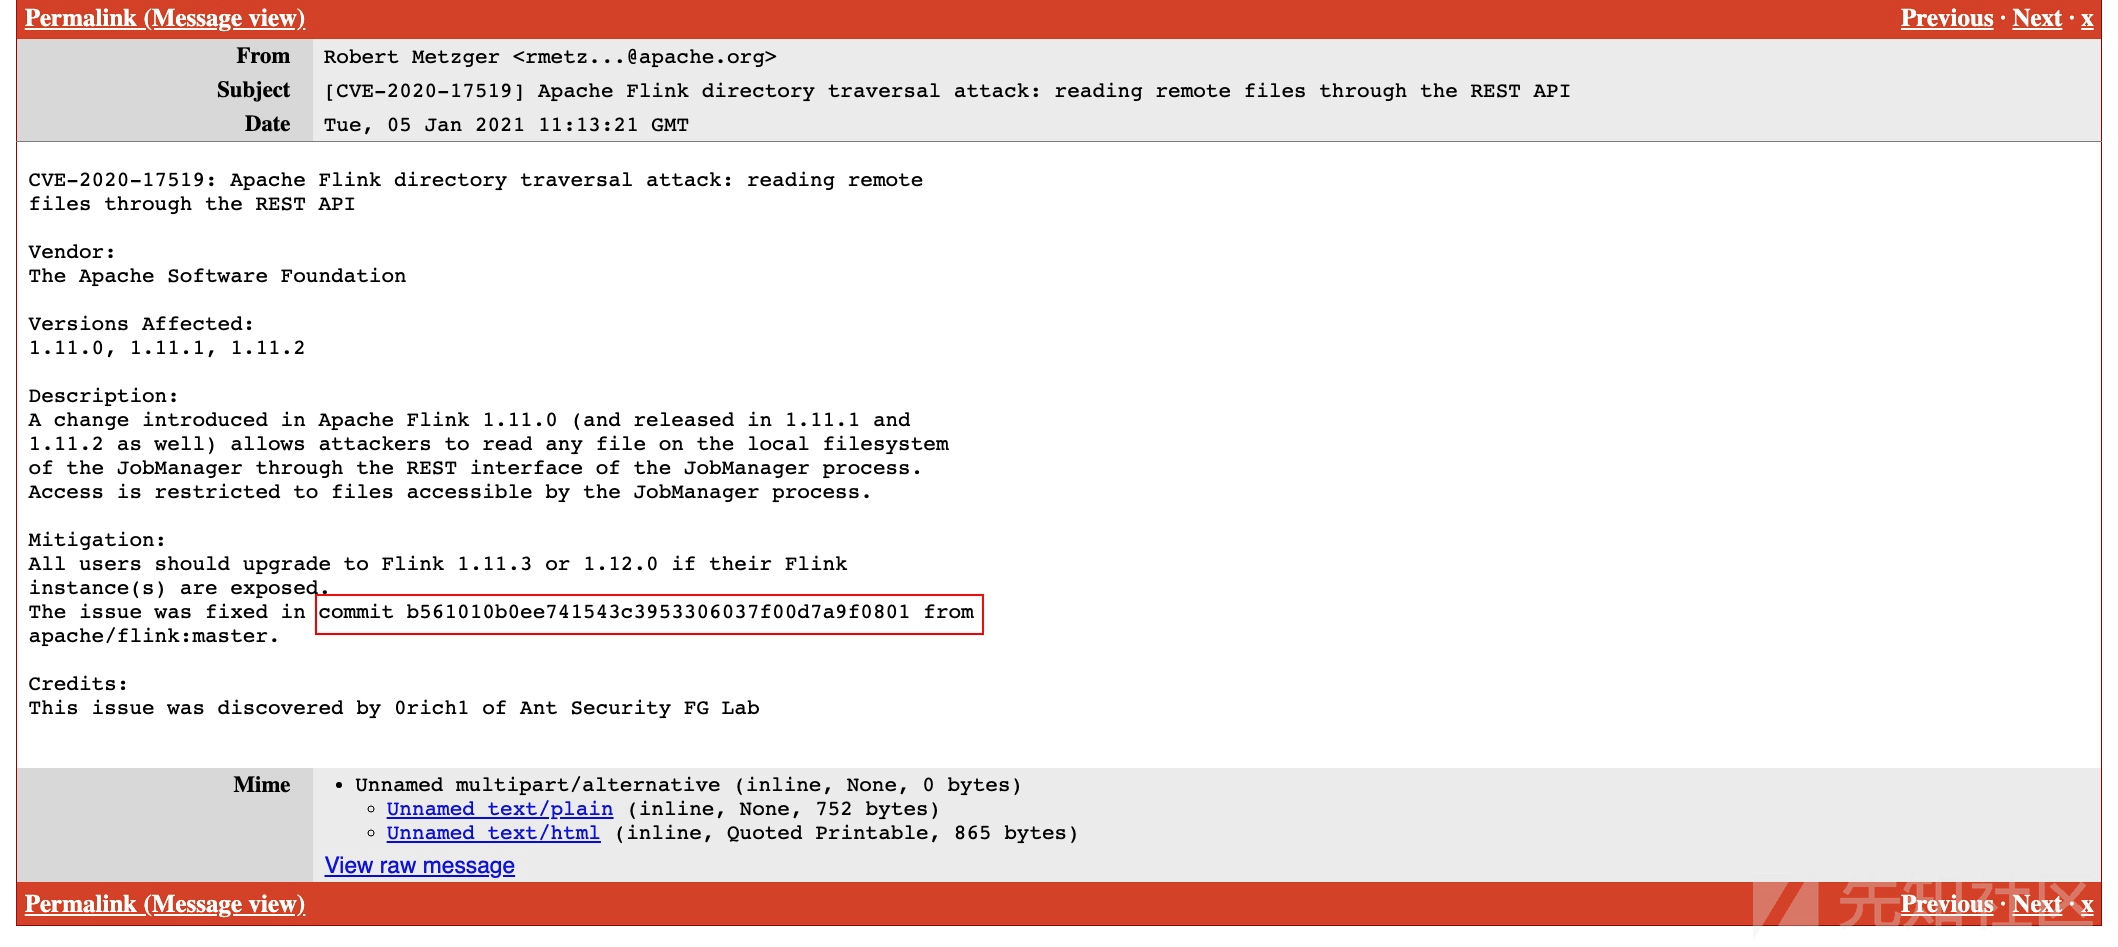 Permalink (Message view)
Previous · Next · x
From Robert Metzger <rmetz...@apache.org>
Subject [CVE-2020-17519] Apache Flink directory traversal attack: reading remote files through the REST API
Date Tue, 05 Jan 2021 11:13:21 GMT
CVE-2020-17519: Apache Flink directory traversal attack: reading remote
files through the REST API
Vendor:
The Apache Software Foundation
Versions Affected:
1.11.0, 1.11.1, 1.11.2
Description:
A change introduced in Apache Flink 1.11.0 (and released in 1.11.1 and
1.11.2 as well) allows attackers to read any file on the local filesystem
of the JobManager through the REST interface of the JobManager process.
Access is restricted to files accessible by the JobManager process.
Mitigation:
All users should upgrade to Flink 1.11.3 or 1.12.0 if their Flink
instance(s) are exposed.
The issue was fixed in commit b561010b0ee741543c3953306037f00d7a9f0801 from
apache/flink:master.
Credits:
This issue was discovered by 0rich1 of Ant Security FG Lab
Mime • Unnamed multipart/alternative (inline, None, 0 bytes)
◦ Unnamed text/plain (inline, None, 752 bytes)
◦ Unnamed text/html (inline, Quoted Printable, 865 bytes)
View raw message
Permalink (Message view)
Previous · Next · x
先知社区